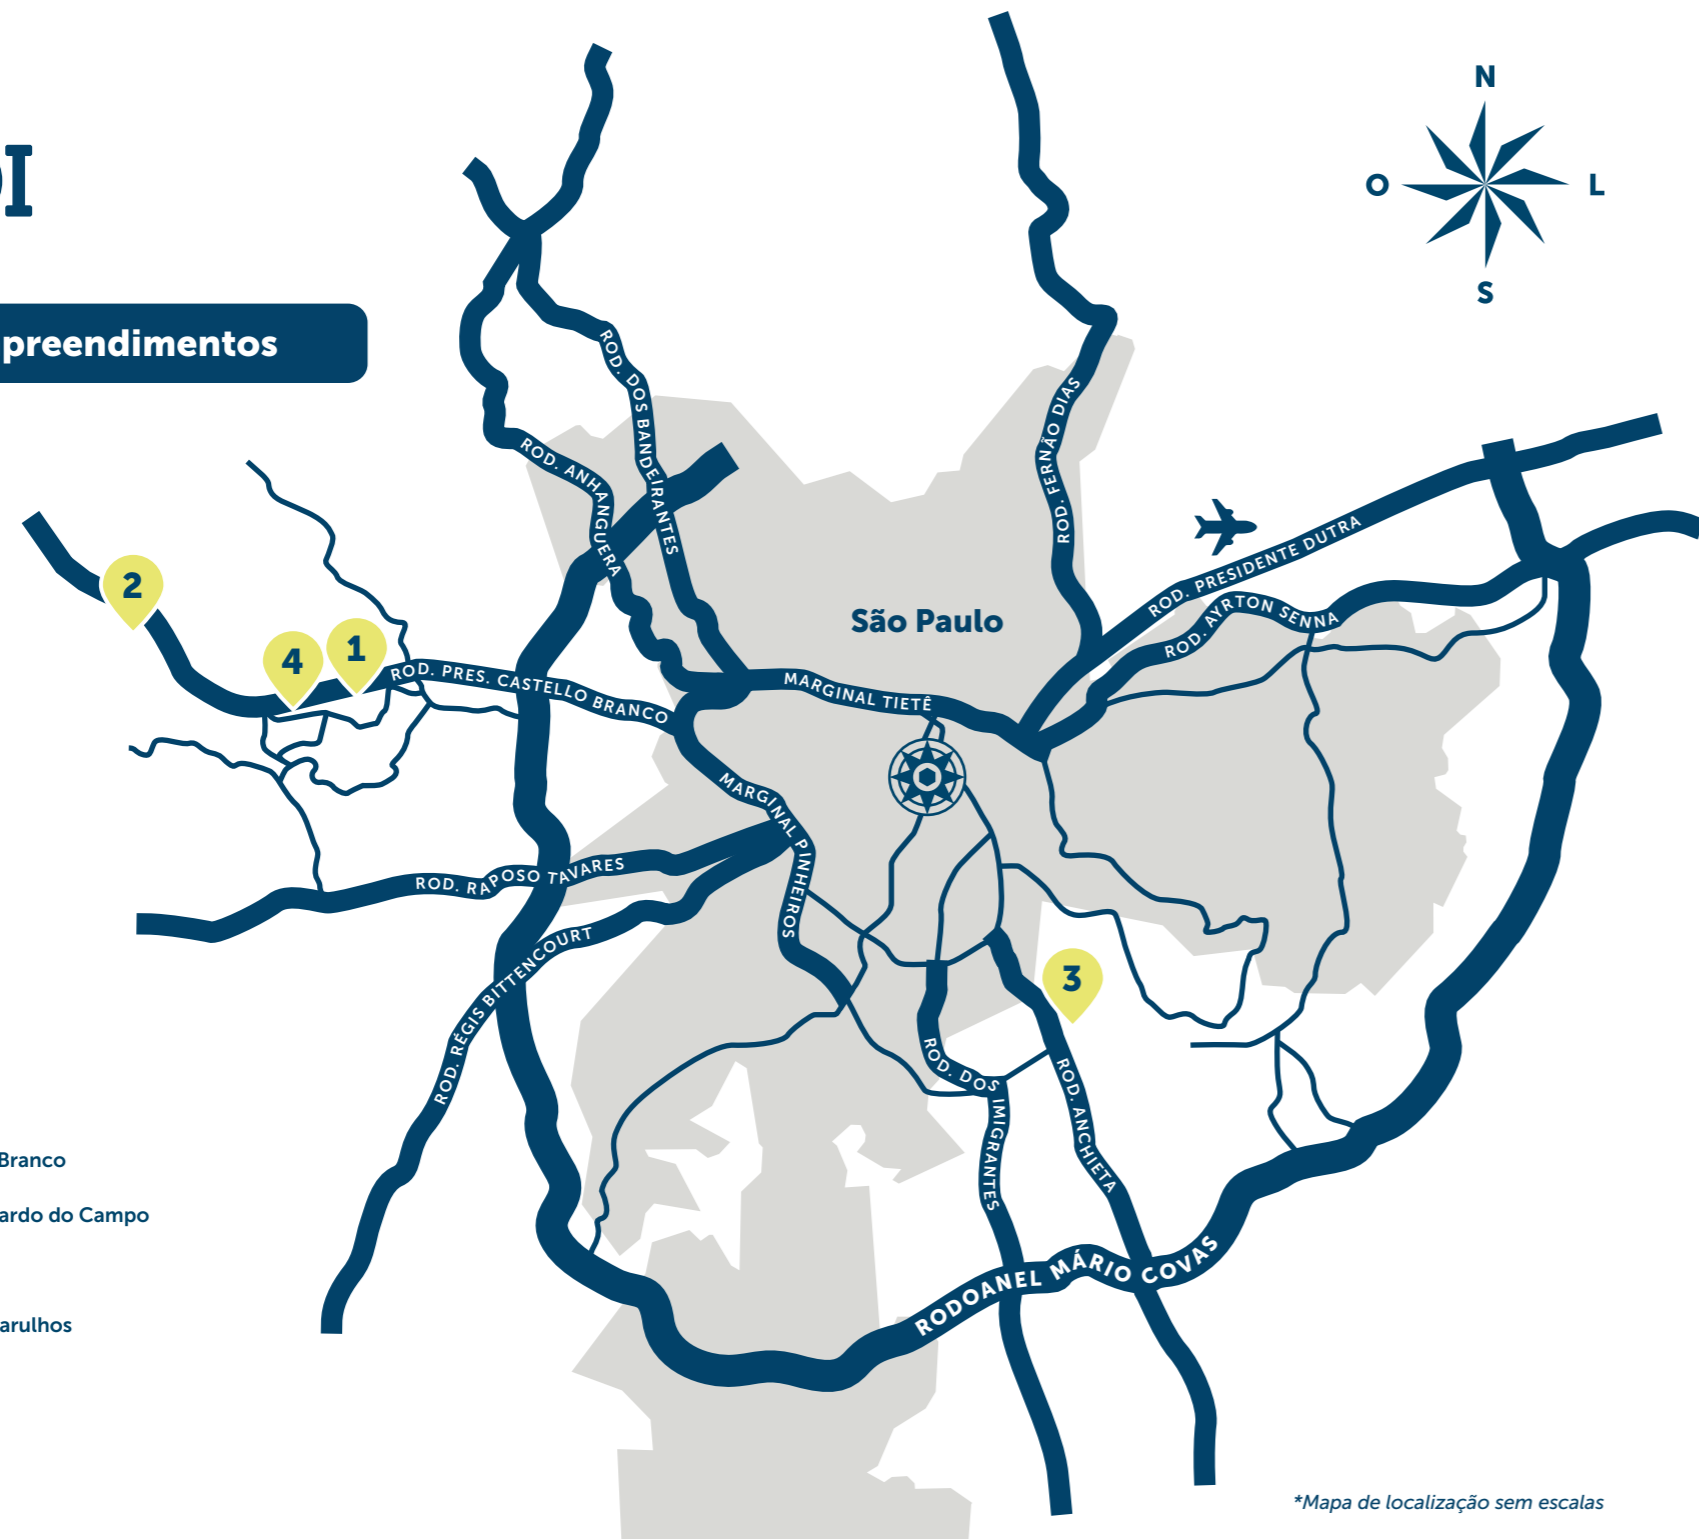 N
O
L
S
preendimentos
ROD. DOS BANDEIRANTES
ROD. ANHANGUERA
ROD. FERNÃO DIAS
ROD. PRESIDENTE DUTRA
ROD. AYRTON SENNA
São Paulo
2
4
1
ROD. PRES. CASTELLO BRANCO
MARGINAL TIETÊ
MARGINAL PINHEIROS
ROD. RAPOSO TAVARES
ROD. RÉGIS BITTENCOURT
3
ROD. DOS IMIGRANTES
ROD. ANCHIETA
RODOANEL MÁRIO COVAS
Branco
ardo do Campo
arulhos
*Mapa de localização sem escalas